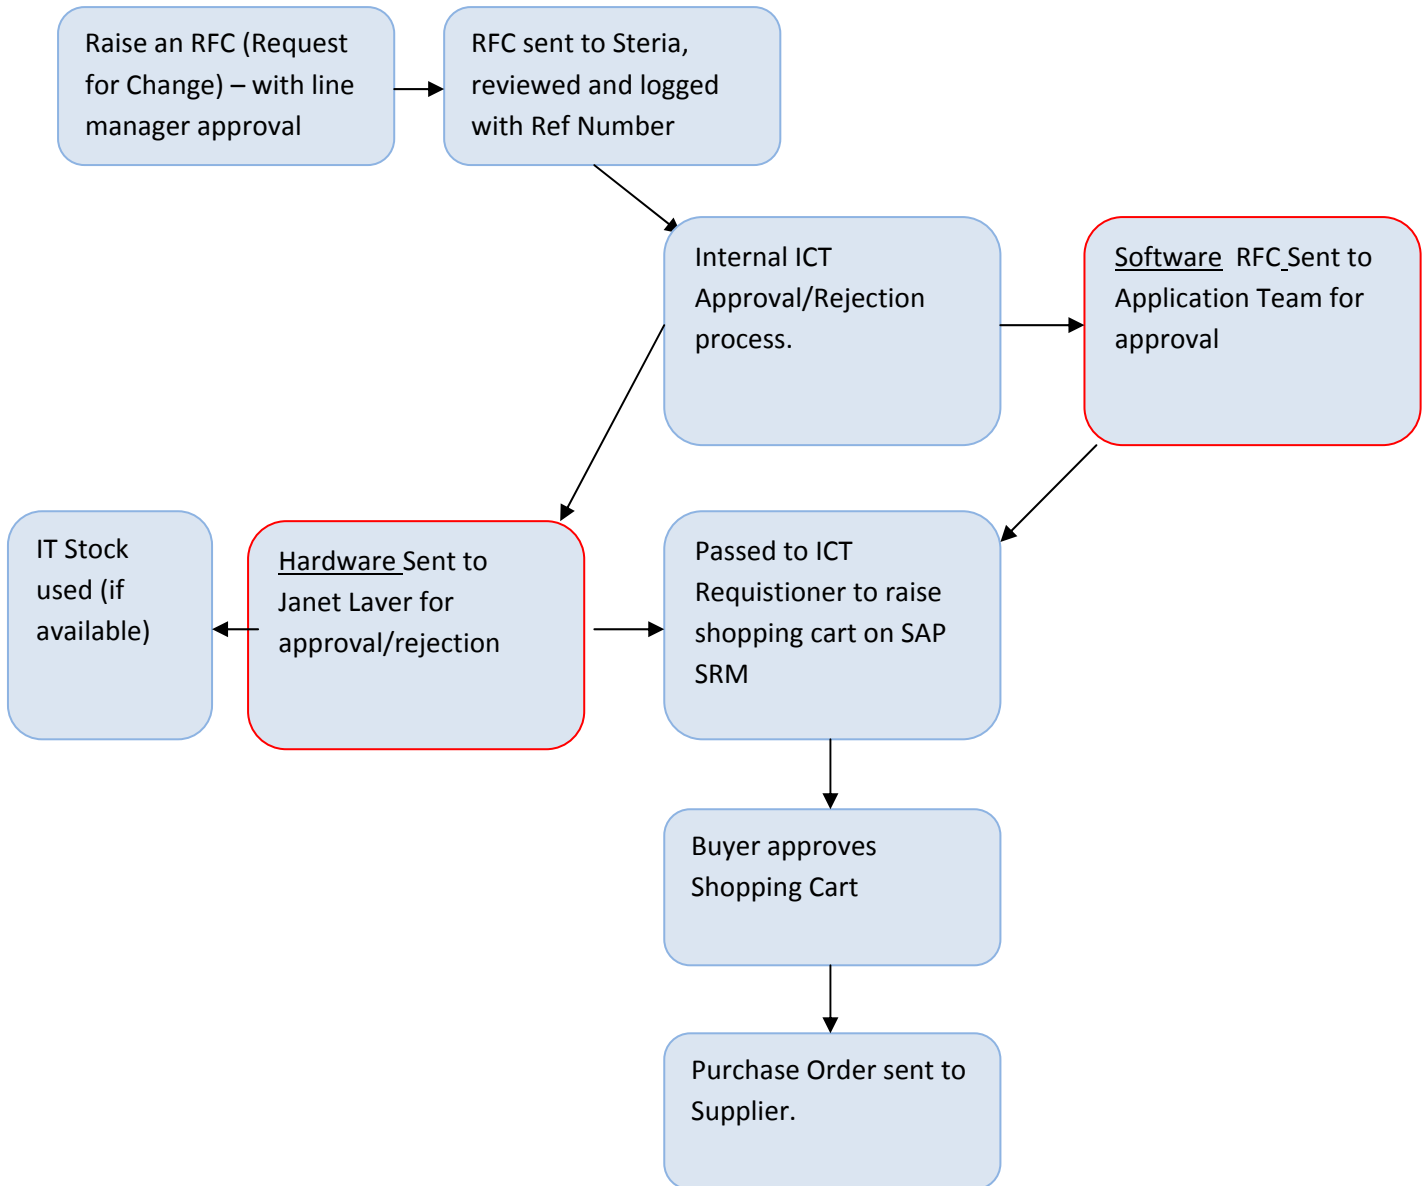 Raise an RFC (Request
for Change) – with line
manager approval
RFC sent to Steria,
reviewed and logged
with Ref Number
Internal ICT
Approval/Rejection
process.
Software  RFC Sent to
Application Team for
approval
IT Stock
used (if
available)
Hardware Sent to
Janet Laver for
approval/rejection
Passed to ICT
Requistioner to raise
shopping cart on SAP
SRM
Buyer approves
Shopping Cart
Purchase Order sent to
Supplier.